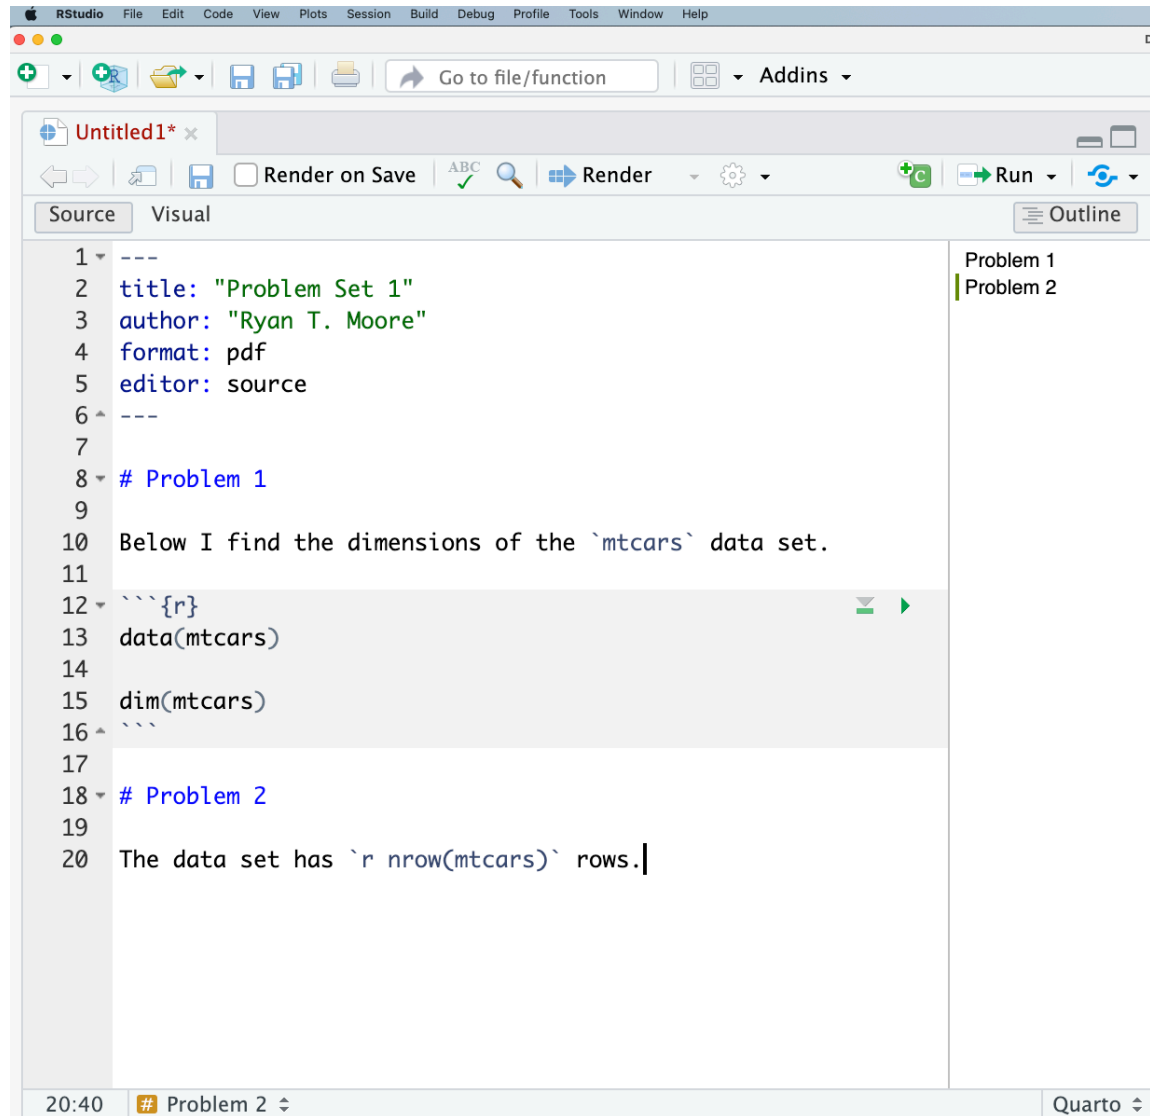 RStudio File Edit Code View Plots Session Build Debug Profile Tools Window Help
R Go to file/function Addins
Untitled1*
Render on Save ABC Render C Run
Source Visual Outline
1 ---
2 title: "Problem Set 1"
3 author: "Ryan T. Moore"
4 format: pdf
5 editor: source
6 ---
7
8 # Problem 1
9
10 Below I find the dimensions of the `mtcars` data set.
11
12 ```{r}
13 data(mtcars)
14
15 dim(mtcars)
16 ```
17
18 # Problem 2
19
20 The data set has `r nrow(mtcars)` rows.
Problem 1
Problem 2
20:40 # Problem 2 Quarto